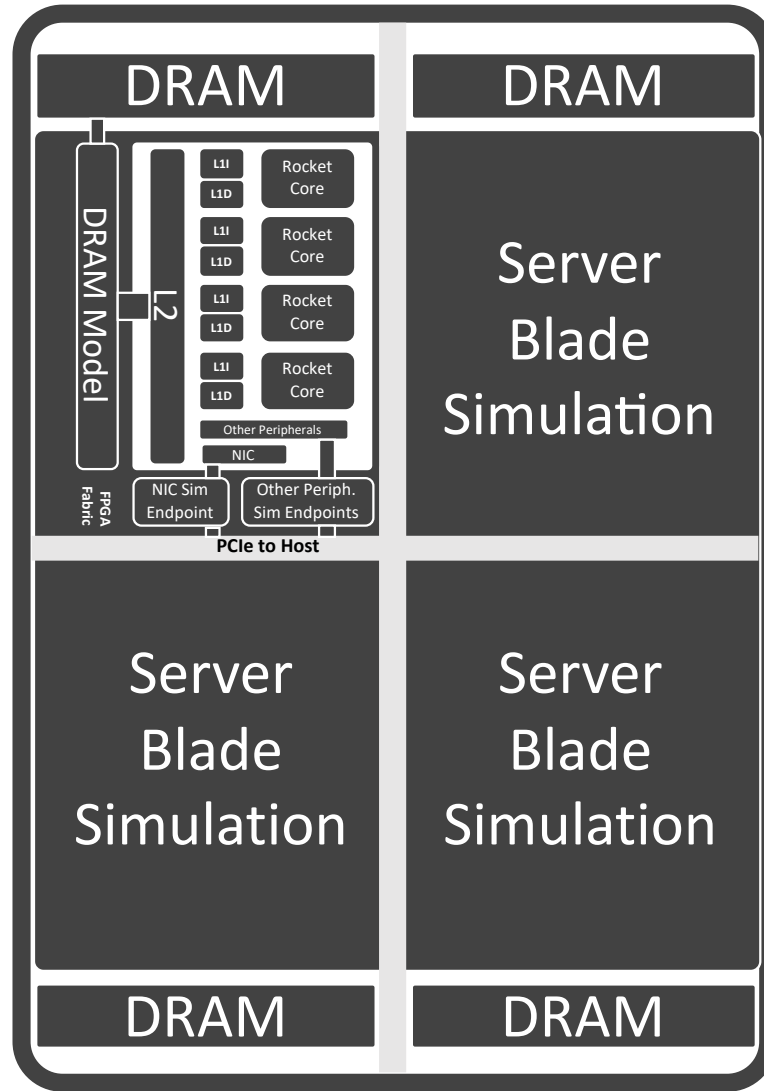 DRAM
DRAM
DRAM Model
L2
L1I
L1D
Rocket
Core
L1I
L1D
Rocket
Core
L1I
L1D
Rocket
Core
L1I
L1D
Rocket
Core
Other Peripherals
NIC
FPGA
Fabric
NIC Sim
Endpoint
Other Periph.
Sim Endpoints
PCIe to Host
Server
Blade
Simulation
Server
Blade
Simulation
Server
Blade
Simulation
DRAM
DRAM